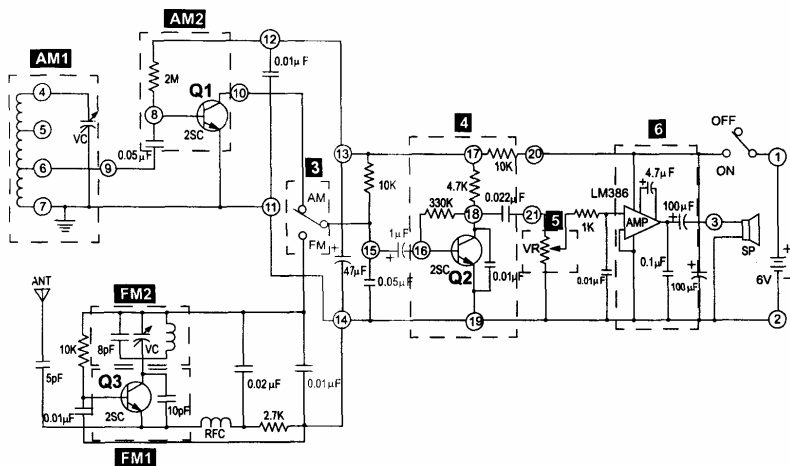 AM2
AM1
12
0.01µF
4
2M
Q1
10
8
2SC
5
VC
0.05µF
6
9
7
11
3
AM
FM
13
10K
15
1µF
+
47µF
0.05µF
14
4
17
10K
20
4.7K
330K
18
0.022µF
21
16
2SC
Q2
0.01µF
19
5
VR
1K
0.01µF
6
LM386
+ 4.7µF
AMP
100µF
+
0.1µF
+
100µF
OFF
ON
1
3
SP
+
6V
-
2
ANT
FM2
10K
8pF
VC
5pF
Q3
2SC
10pF
0.01µF
FM1
RFC
0.02µF
2.7K
0.01µF